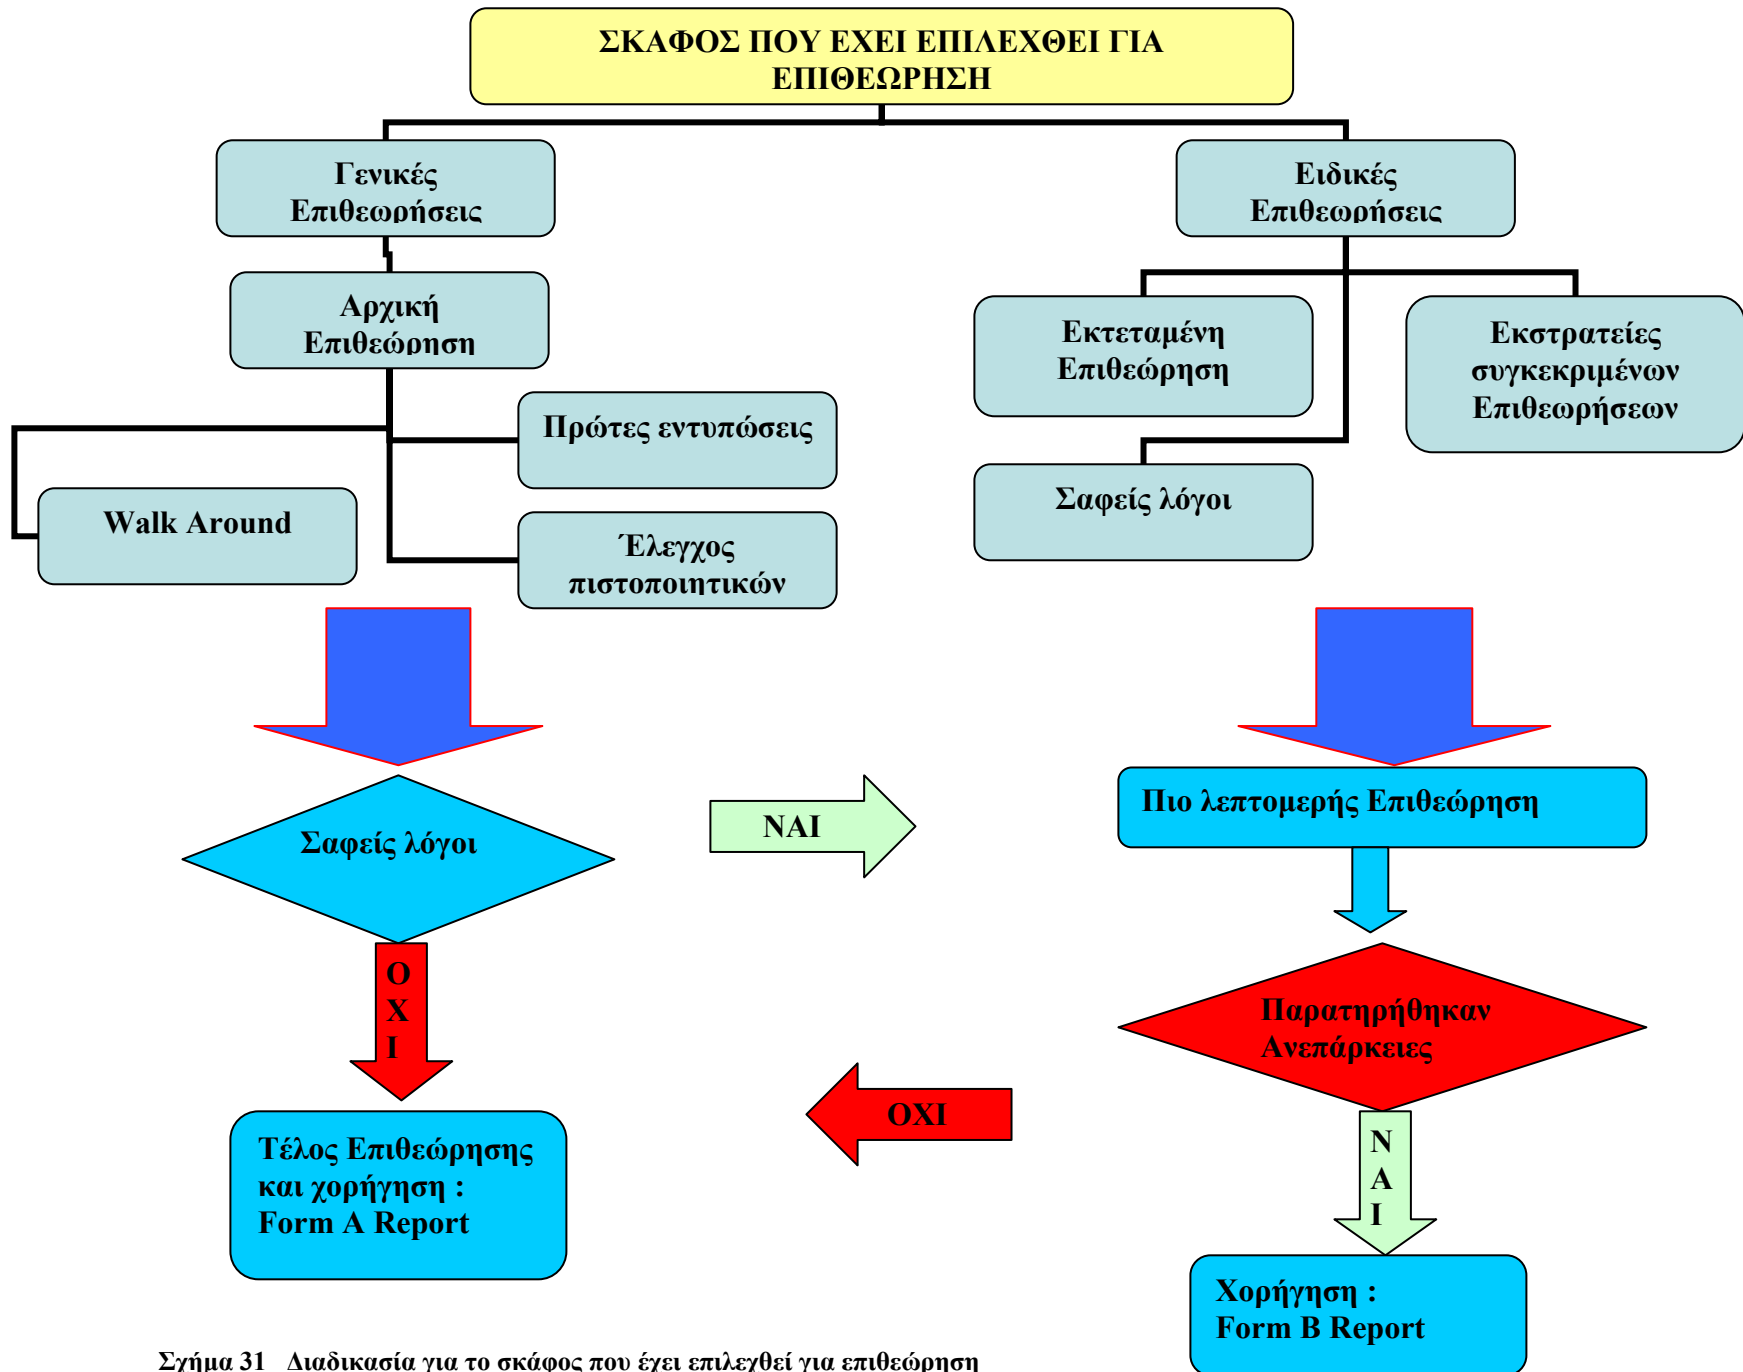 ΣΚΑΦΟΣ ΠΟΥ ΕΧΕΙ ΕΠΙΛΕΧΘΕΙ ΓΙΑ
ΕΠΙΘΕΩΡΗΣΗ
Γενικές
Επιθεωρήσεις
Ειδικές
Επιθεωρήσεις
Αρχική
Επιθεώρηση
Εκτεταμένη
Επιθεώρηση
Εκστρατείες
συγκεκριμένων
Επιθεωρήσεων
Πρώτες εντυπώσεις
Walk Around
Σαφείς λόγοι
Έλεγχος
πιστοποιητικών
Σαφείς λόγοι
ΝΑΙ
Πιο λεπτομερής Επιθεώρηση
Ο
Χ
Ι
Παρατηρήθηκαν
Ανεπάρκειες
ΟΧΙ
Τέλος Επιθεώρησης
και χορήγηση :
Form A Report
Ν
Α
Ι
Χορήγηση :
Form B Report
Σχήμα 31 Διαδικασία για το σκάφος που έχει επιλεχθεί για επιθεώρηση